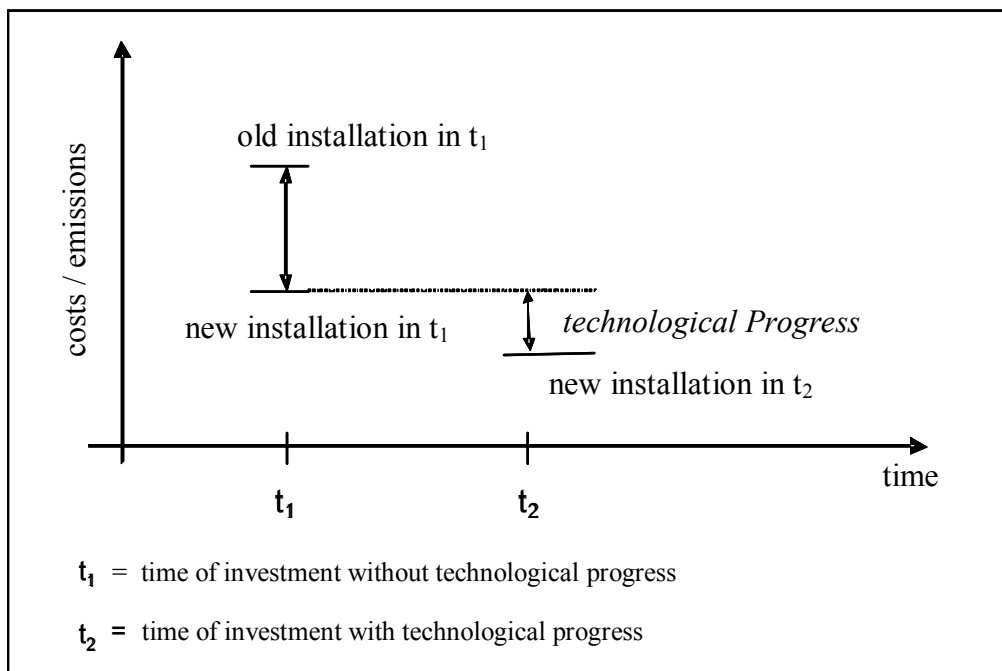 old installation in t₁
costs / emissions
new installation in t₁
technological Progress
new installation in t₂
time
t₁
t₂
t₁ = time of investment without technological progress
t₂ = time of investment with technological progress